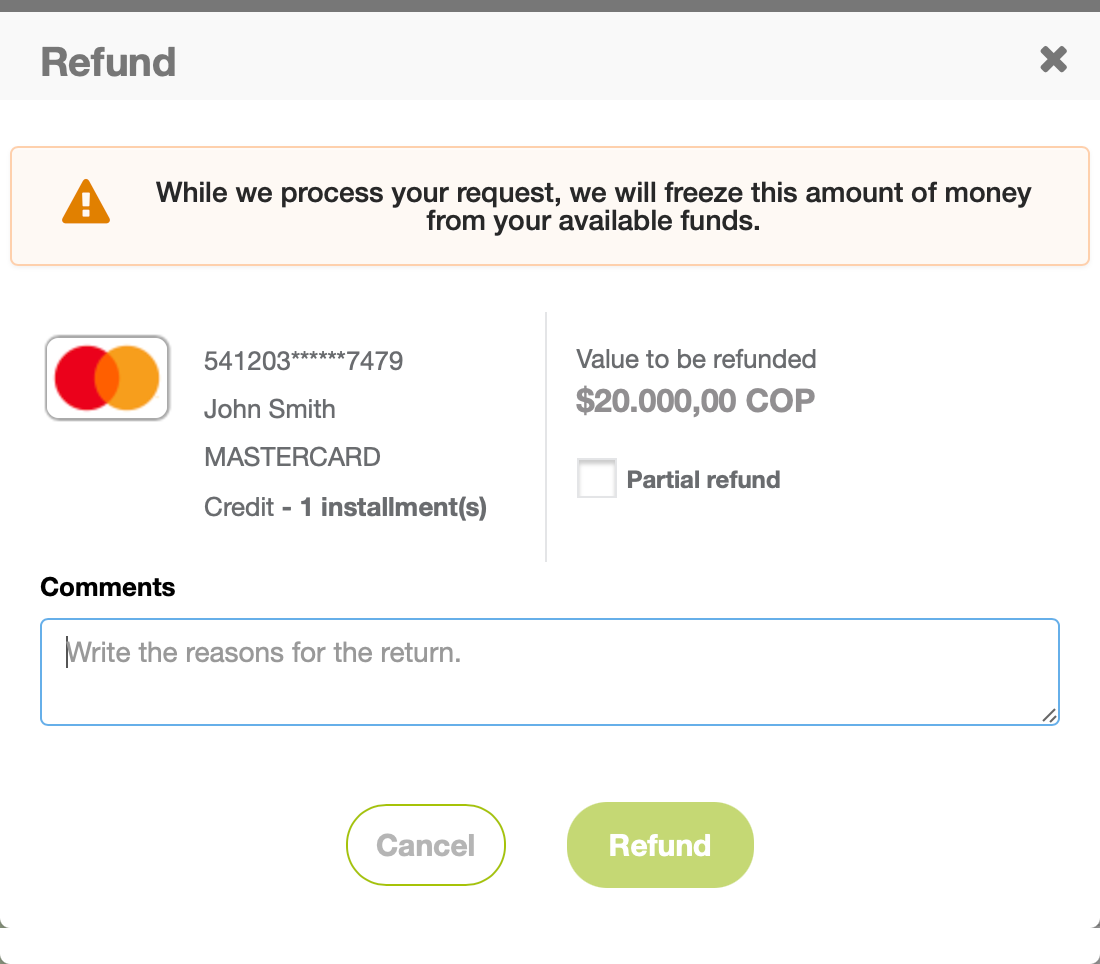 Refund
While we process your request, we will freeze this amount of money
from your available funds.
541203******7479
John Smith
MASTERCARD
Credit - 1 installment(s)
Value to be refunded
$20.000,00 COP
Partial refund
Comments
Write the reasons for the return.
Cancel
Refund